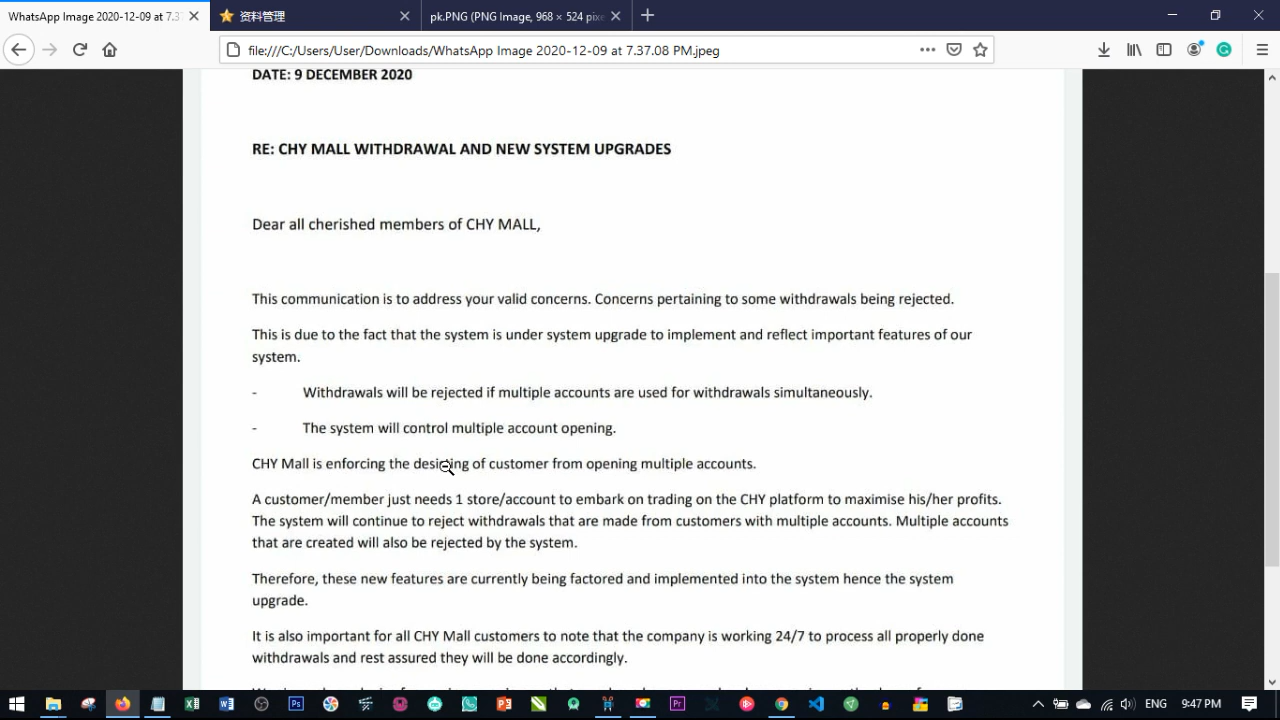 WhatsApp Image 2020-12-09 at 7.3
资料管理
pk.PNG (PNG Image, 968 × 524 pix
file:///C:/Users/User/Downloads/WhatsApp Image 2020-12-09 at 7.37.08 PM.jpeg
DATE: 9 DECEMBER 2020
RE: CHY MALL WITHDRAWAL AND NEW SYSTEM UPGRADES
Dear all cherished members of CHY MALL,
This communication is to address your valid concerns. Concerns pertaining to some withdrawals being rejected.
This is due to the fact that the system is under system upgrade to implement and reflect important features of our
system.
- Withdrawals will be rejected if multiple accounts are used for withdrawals simultaneously.
- The system will control multiple account opening.
CHY Mall is enforcing the of customer from opening multiple accounts.
A customer/member just needs 1 store/account to embark on trading on the CHY platform to maximise his/her profits.
The system will continue to reject withdrawals that are made from customers with multiple accounts. Multiple accounts
that are created will also be rejected by the system.
Therefore, these new features are currently being factored and implemented into the system hence the system
upgrade.
It is also important for all CHY Mall customers to note that the company is working 24/7 to process all properly done
withdrawals and rest assured they will be done accordingly.
ENG 9:47 PM